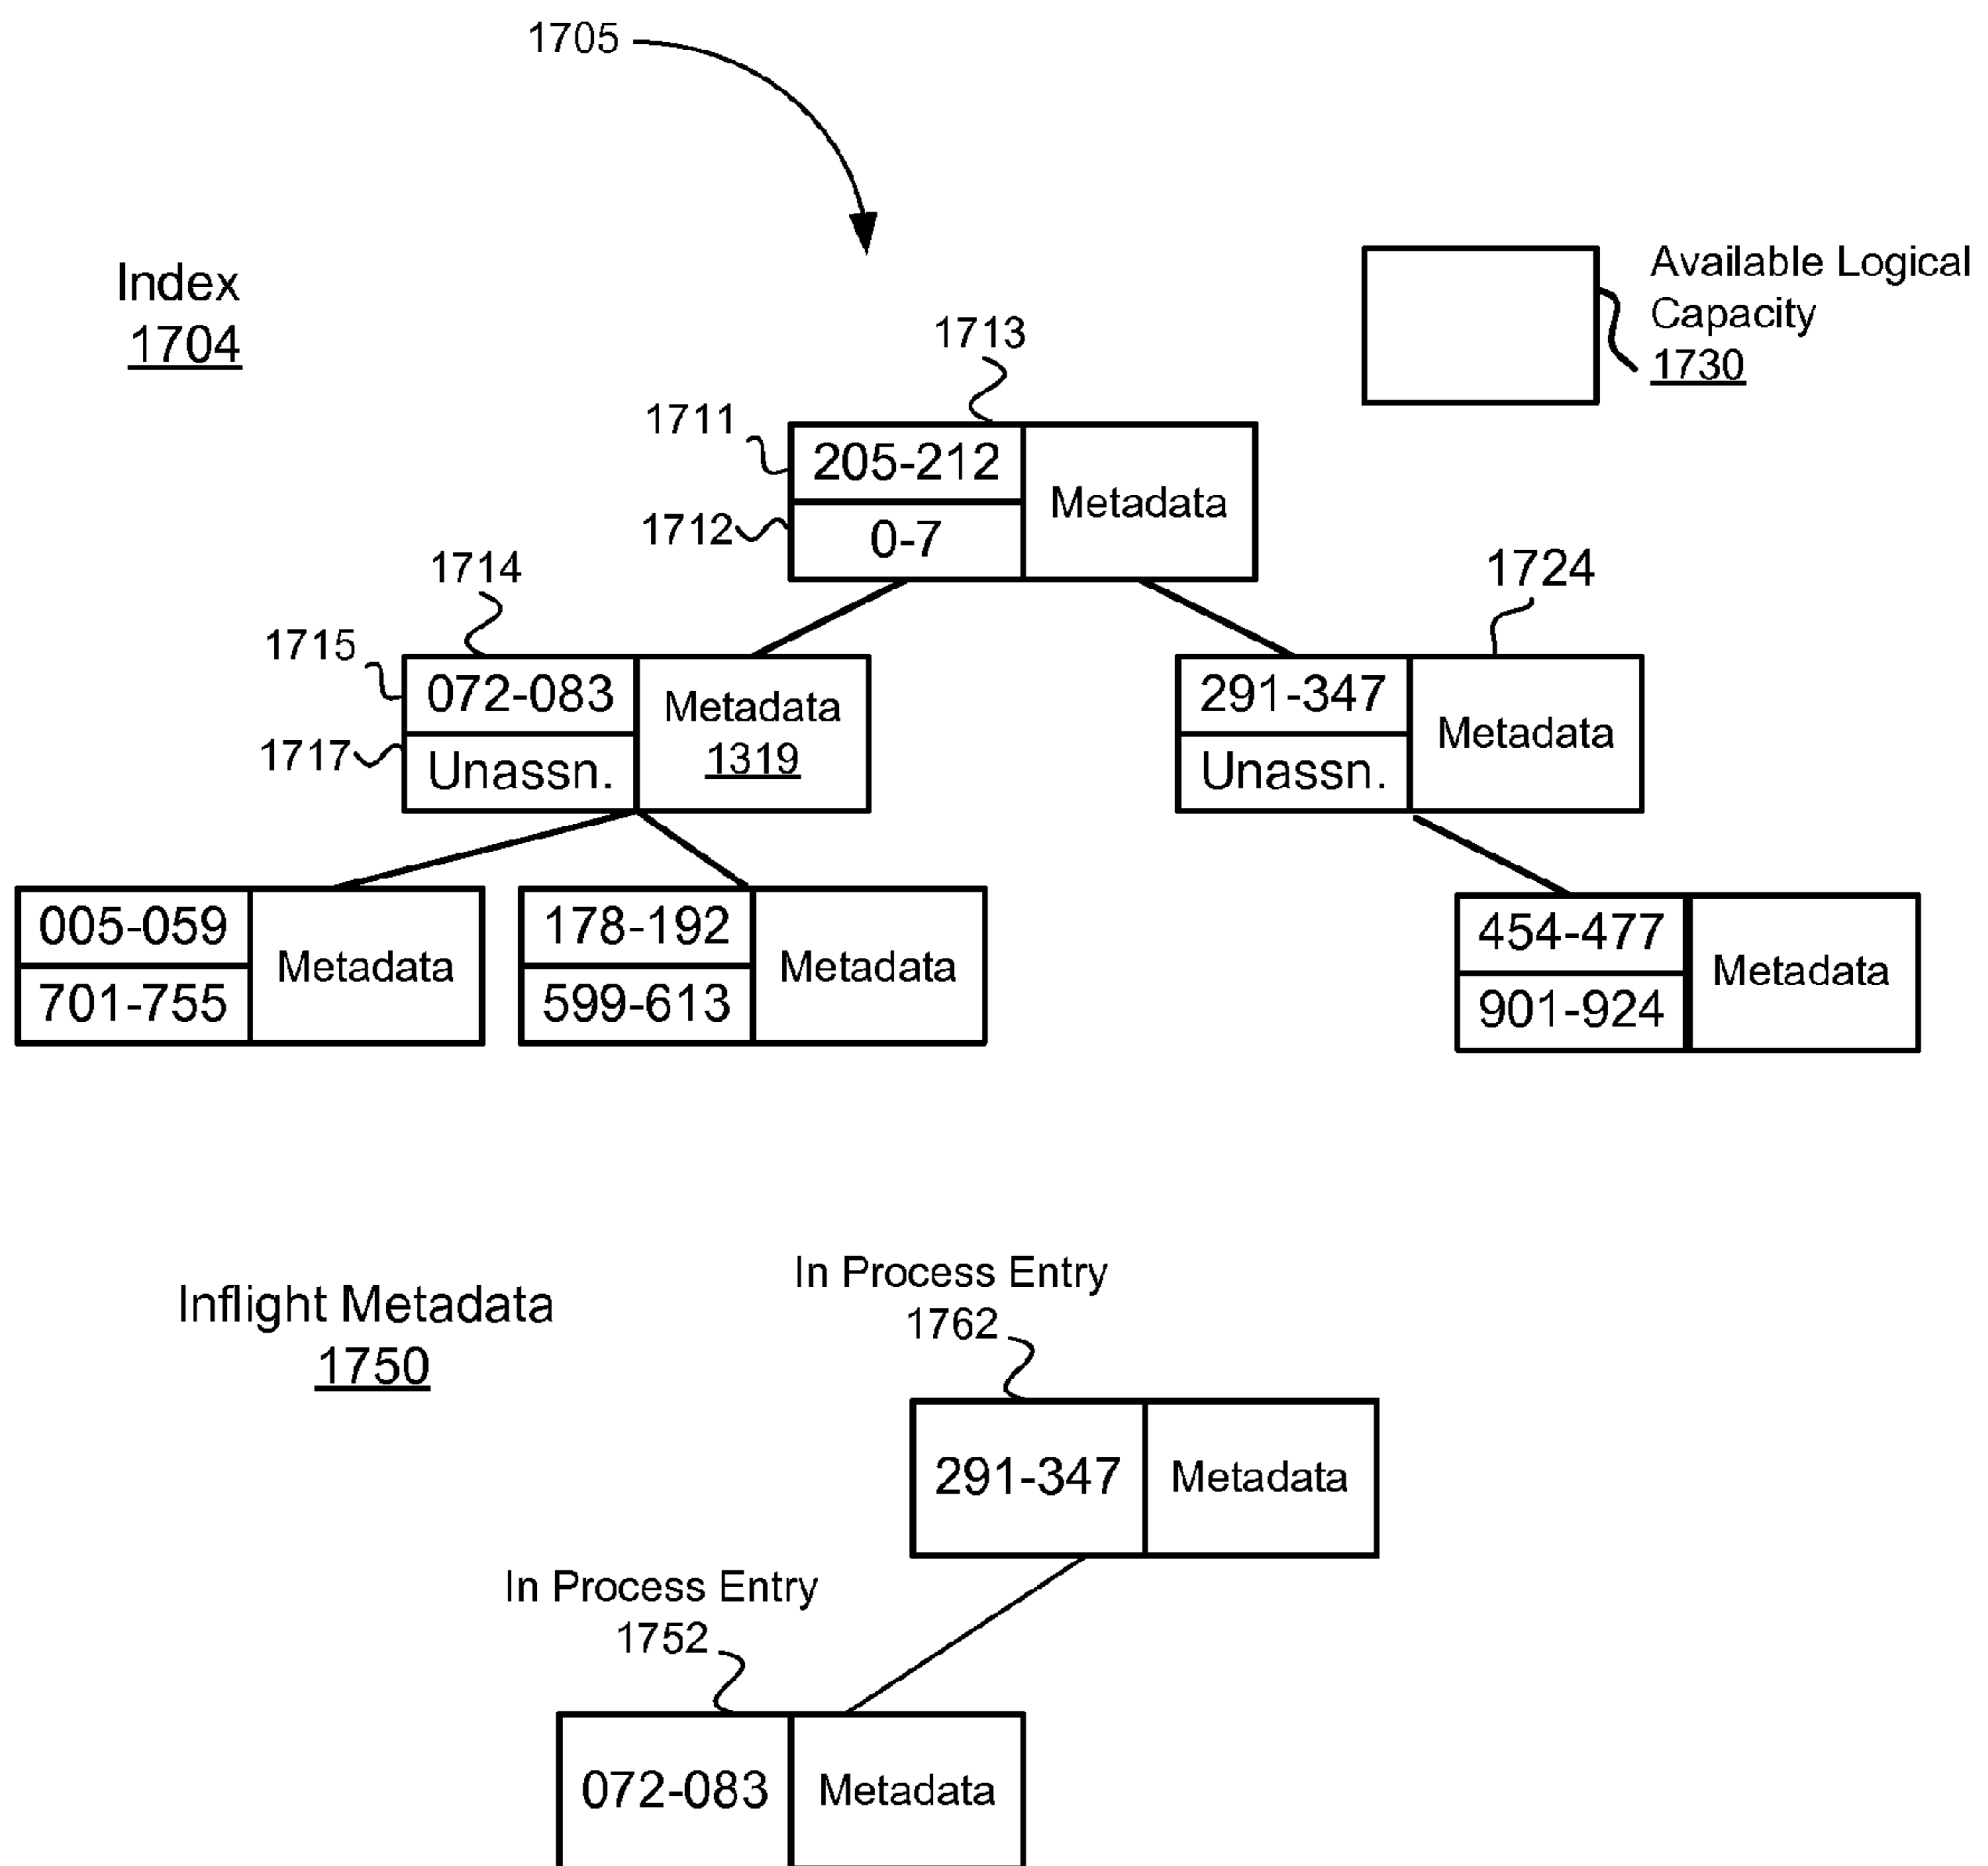 1705
Index
1704
Available Logical
Capacity
1730
1713
1711
205-212
Metadata
1712
0-7
1714
1724
1715
072-083
Metadata
1319
1717
Unassn.
291-347
Metadata
Unassn.
005-059
Metadata
701-755
178-192
Metadata
599-613
454-477
Metadata
901-924
Inflight Metadata
1750
In Process Entry
1762
291-347
Metadata
In Process Entry
1752
072-083
Metadata